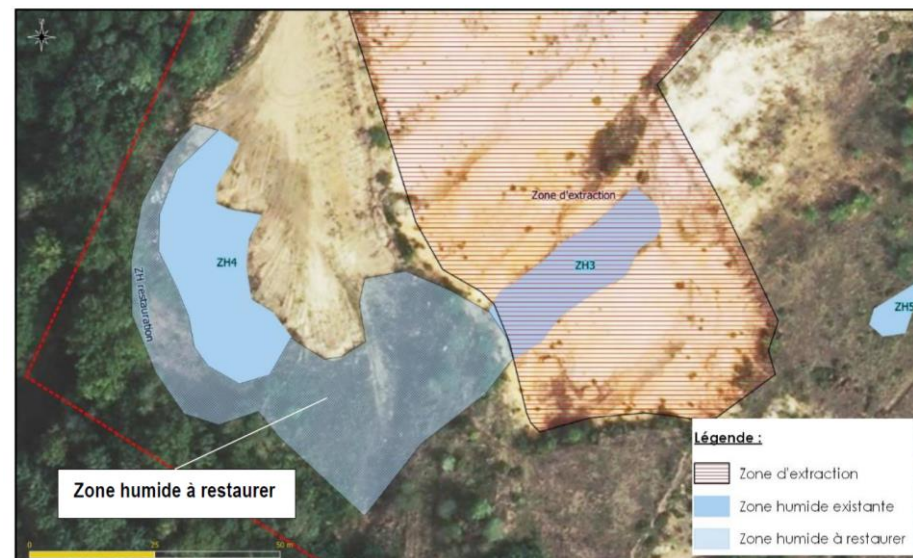 Zone d'extraction
ZH4
ZH3
ZH restauration
ZH5
Zone humide à restaurer
Légende :
Zone d'extraction
Zone humide existante
Zone humide à restaurer
0 25 50 m